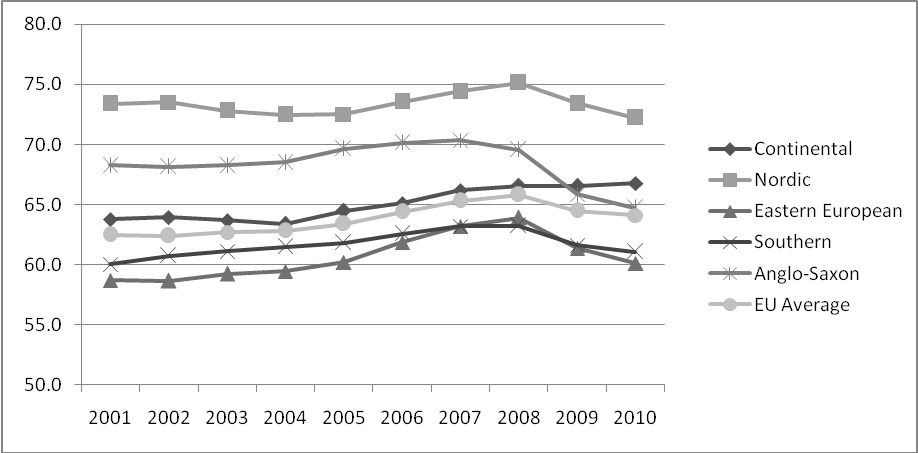 80.0
75.0
70.0
65.0
60.0
55.0
50.0
2001 2002 2003 2004 2005 2006 2007 2008 2009 2010
Continental
Nordic
Eastern European
Southern
Anglo-Saxon
EU Average